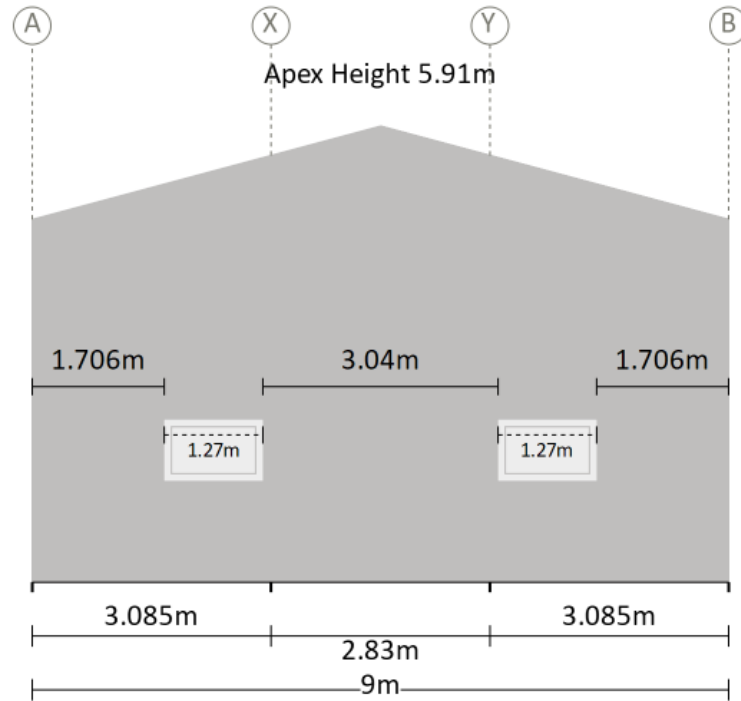 A X Y B
Apex Height 5.91m
1.706m 3.04m 1.706m
1.27m 1.27m
3.085m 3.085m
2.83m
9m